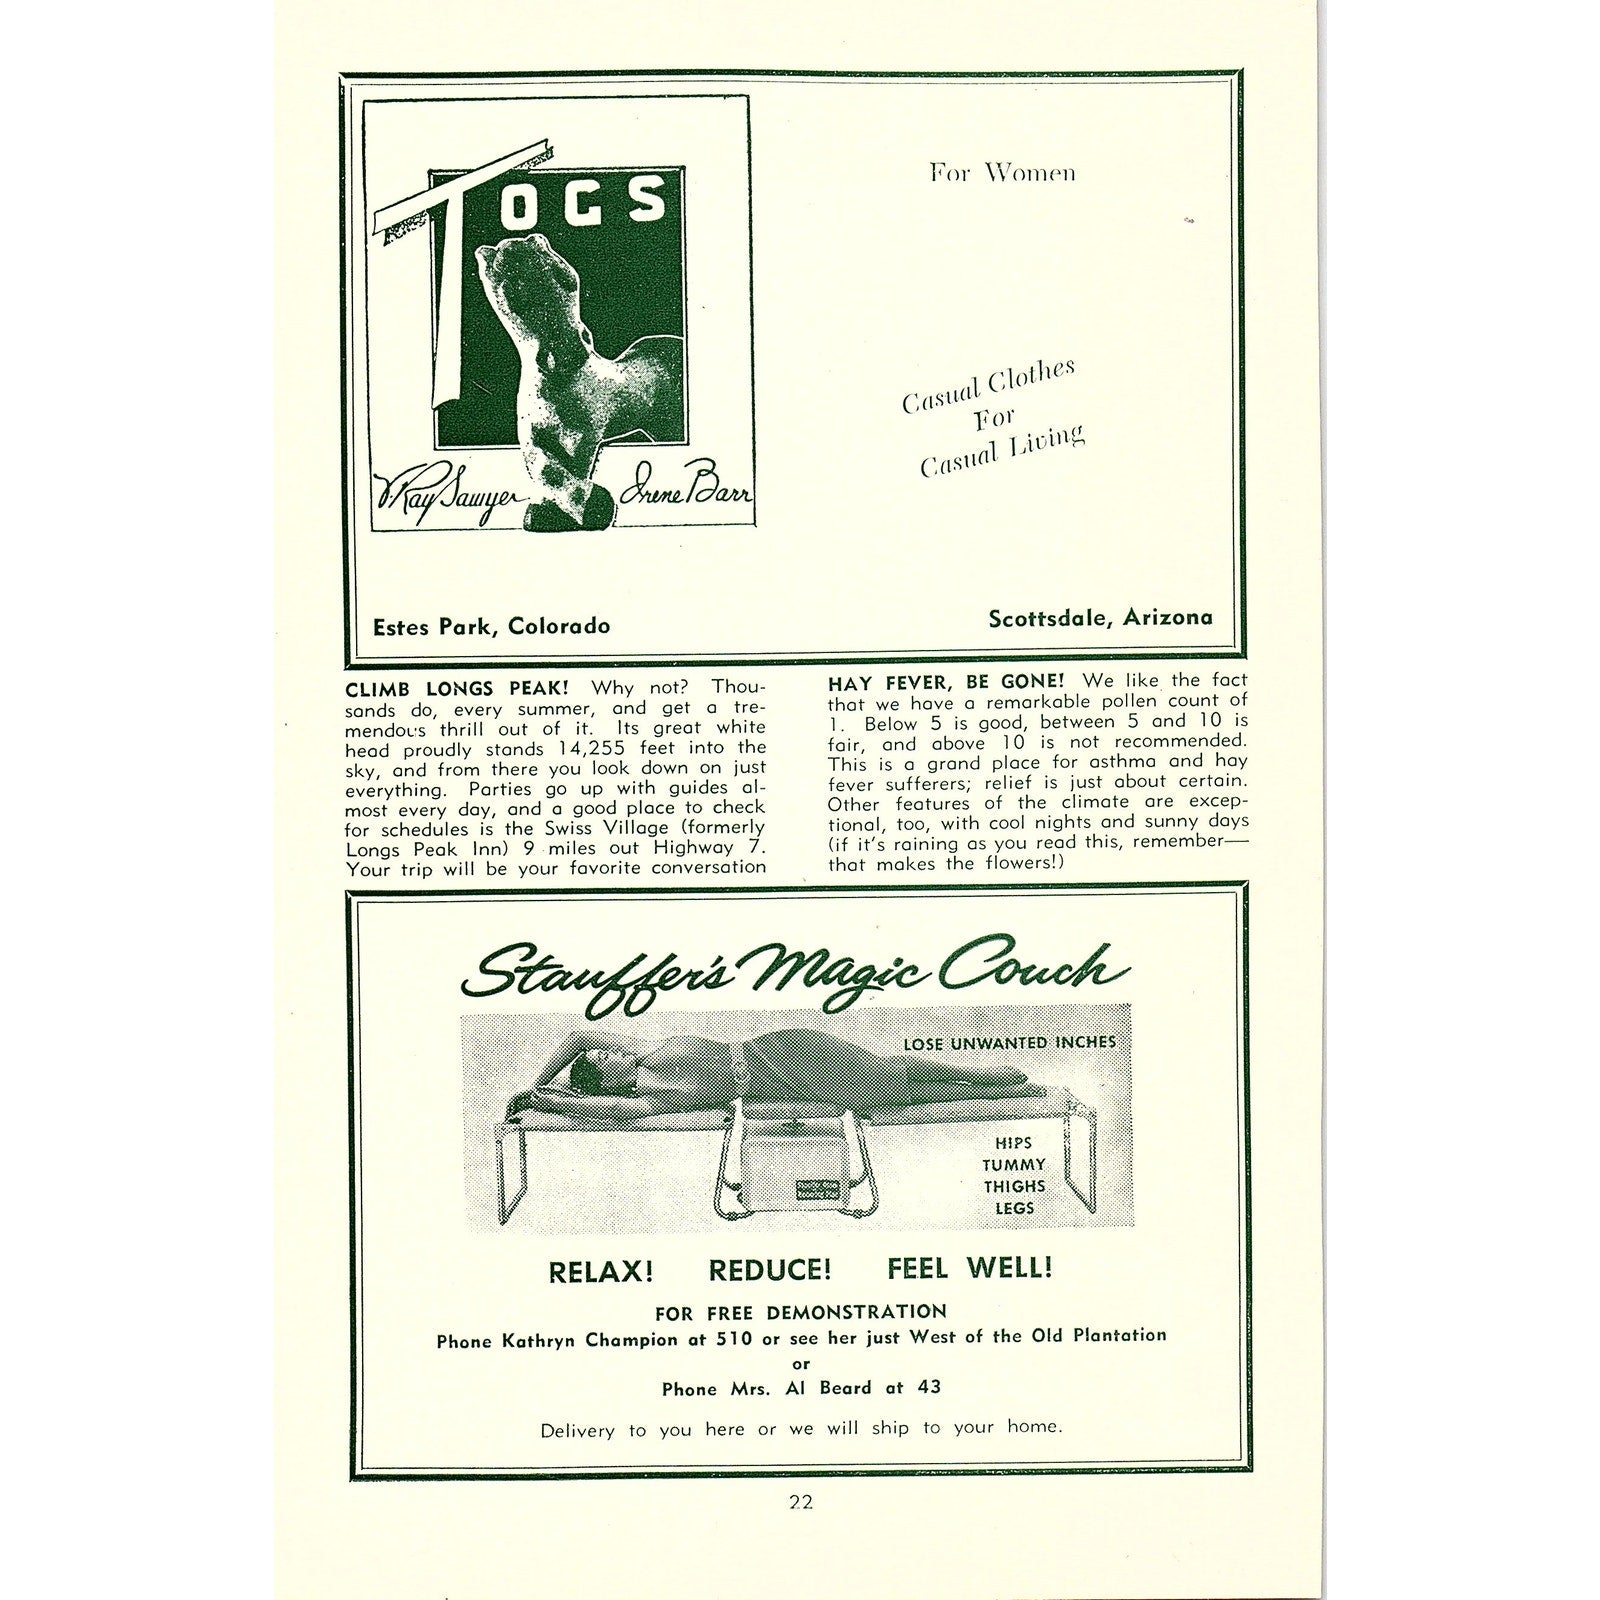 TOGS
For Women
Casual Clothes
For
Casual Living
V. Ray Sawyer
Irene Barr
Estes Park, Colorado
Scottsdale, Arizona
CLIMB LONGS PEAK! Why not? Thou-
sands do, every summer, and get a tre-
mendous thrill out of it. Its great white
head proudly stands 14,255 feet into the
sky, and from there you look down on just
everything. Parties go up with guides al-
most every day, and a good place to check
for schedules is the Swiss Village (formerly
Longs Peak Inn) 9 miles out Highway 7.
Your trip will be your favorite conversation
HAY FEVER, BE GONE! We like the fact
that we have a remarkable pollen count of
1. Below 5 is good, between 5 and 10 is
fair, and above 10 is not recommended.
This is a grand place for asthma and hay
fever sufferers; relief is just about certain.
Other features of the climate are excep-
tional, too, with cool nights and sunny days
(if it's raining as you read this, remember—
that makes the flowers!)
Stauffer's Magic Couch
LOSE UNWANTED INCHES
HIPS
TUMMY
THIGHS
LEGS
RELAX! REDUCE! FEEL WELL!
FOR FREE DEMONSTRATION
Phone Kathryn Champion at 510 or see her just West of the Old Plantation
or
Phone Mrs. Al Beard at 43
Delivery to you here or we will ship to your home.
22